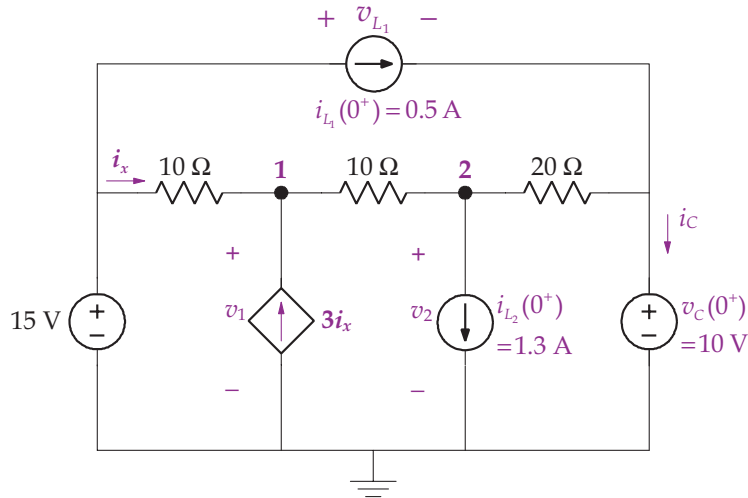 + v_{L_1} −
i_{L_1}(0⁺) = 0.5 A
i_x 10 Ω 1 10 Ω 2 20 Ω
i_C
+ +
15 V + − v_1 3i_x v_2 i_{L_2}(0⁺) = 1.3 A + − v_C(0⁺) = 10 V
− −